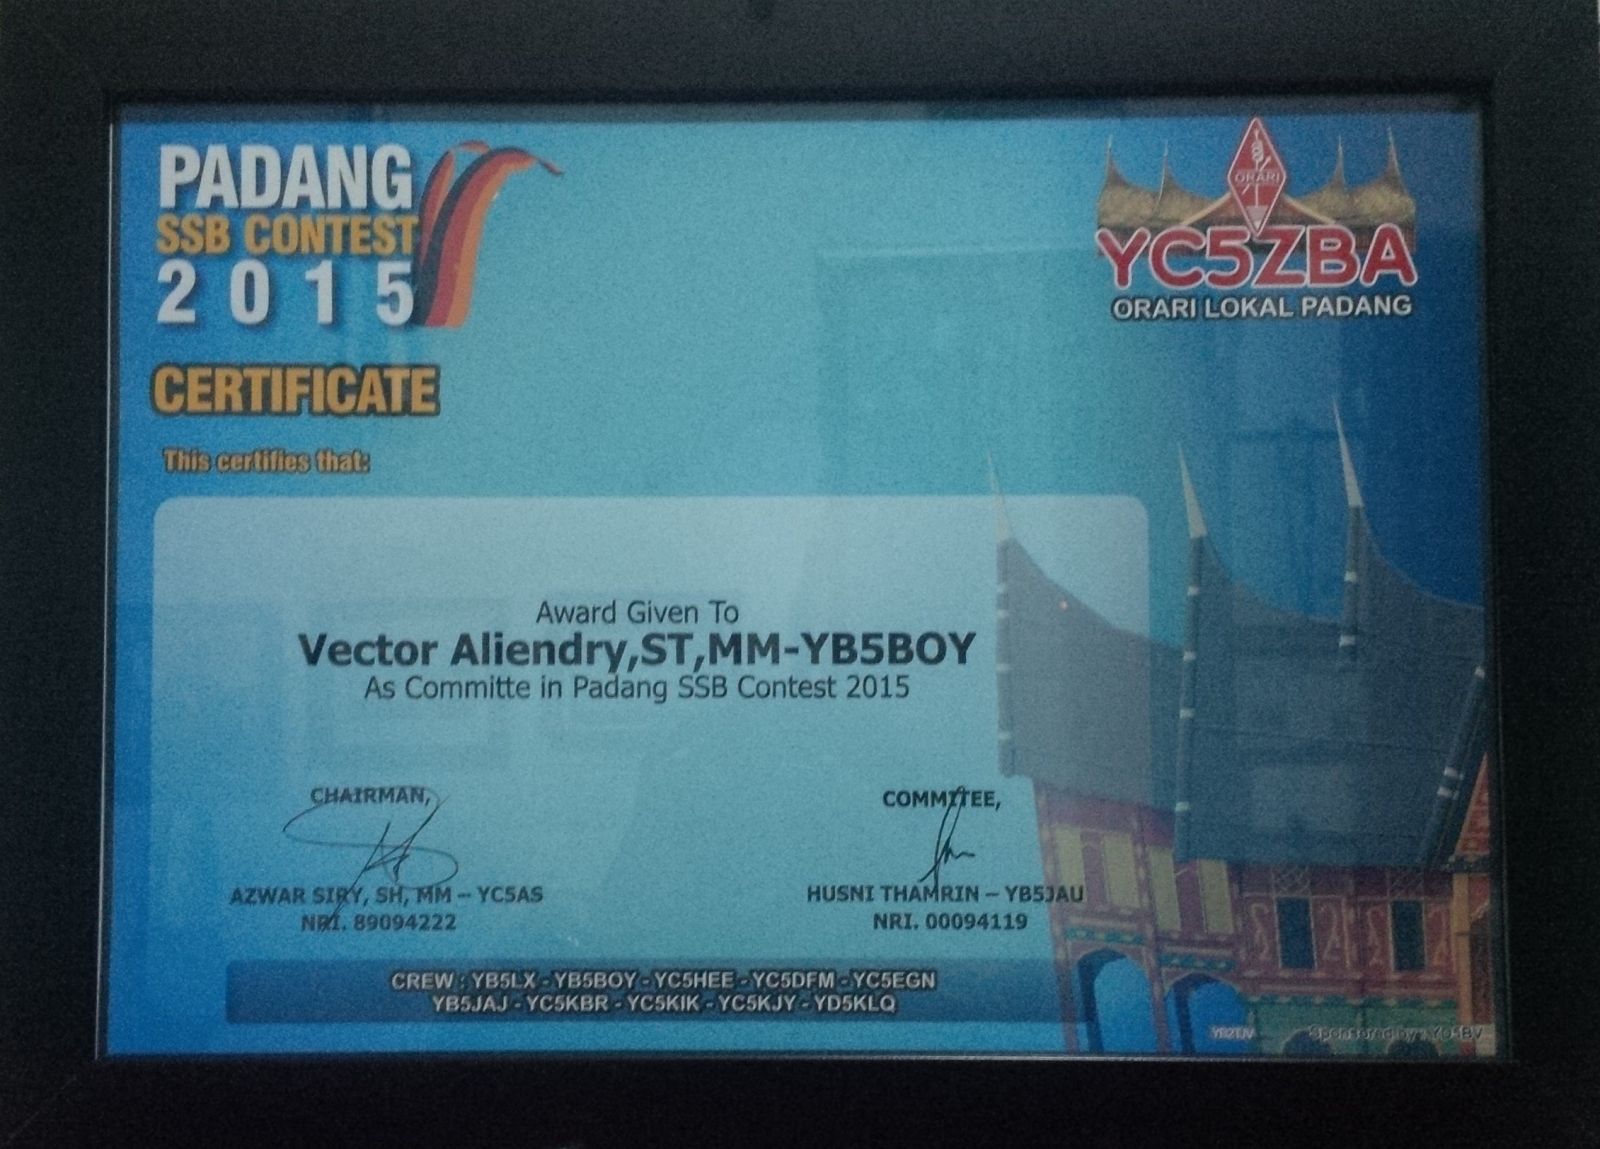 PADANG
SSB CONTEST
2015
ORARI
YC5ZBA
ORARI LOKAL PADANG
CERTIFICATE
This certifies that:
Award Given To
Vector Aliendry,ST,MM-YB5BOY
As Committe in Padang SSB Contest 2015
CHAIRMAN,
AZWAR SIRY, SH, MM – YC5AS
NRI. 89094222
COMMITEE,
HUSNI THAMRIN – YB5JAU
NRI. 00094119
CREW : YB5LX - YB5BOY - YC5HEE - YC5DFM - YC5EGN
YB5JAJ - YC5KBR - YC5KIK - YC5KJY - YD5KLQ
Sponsored by :